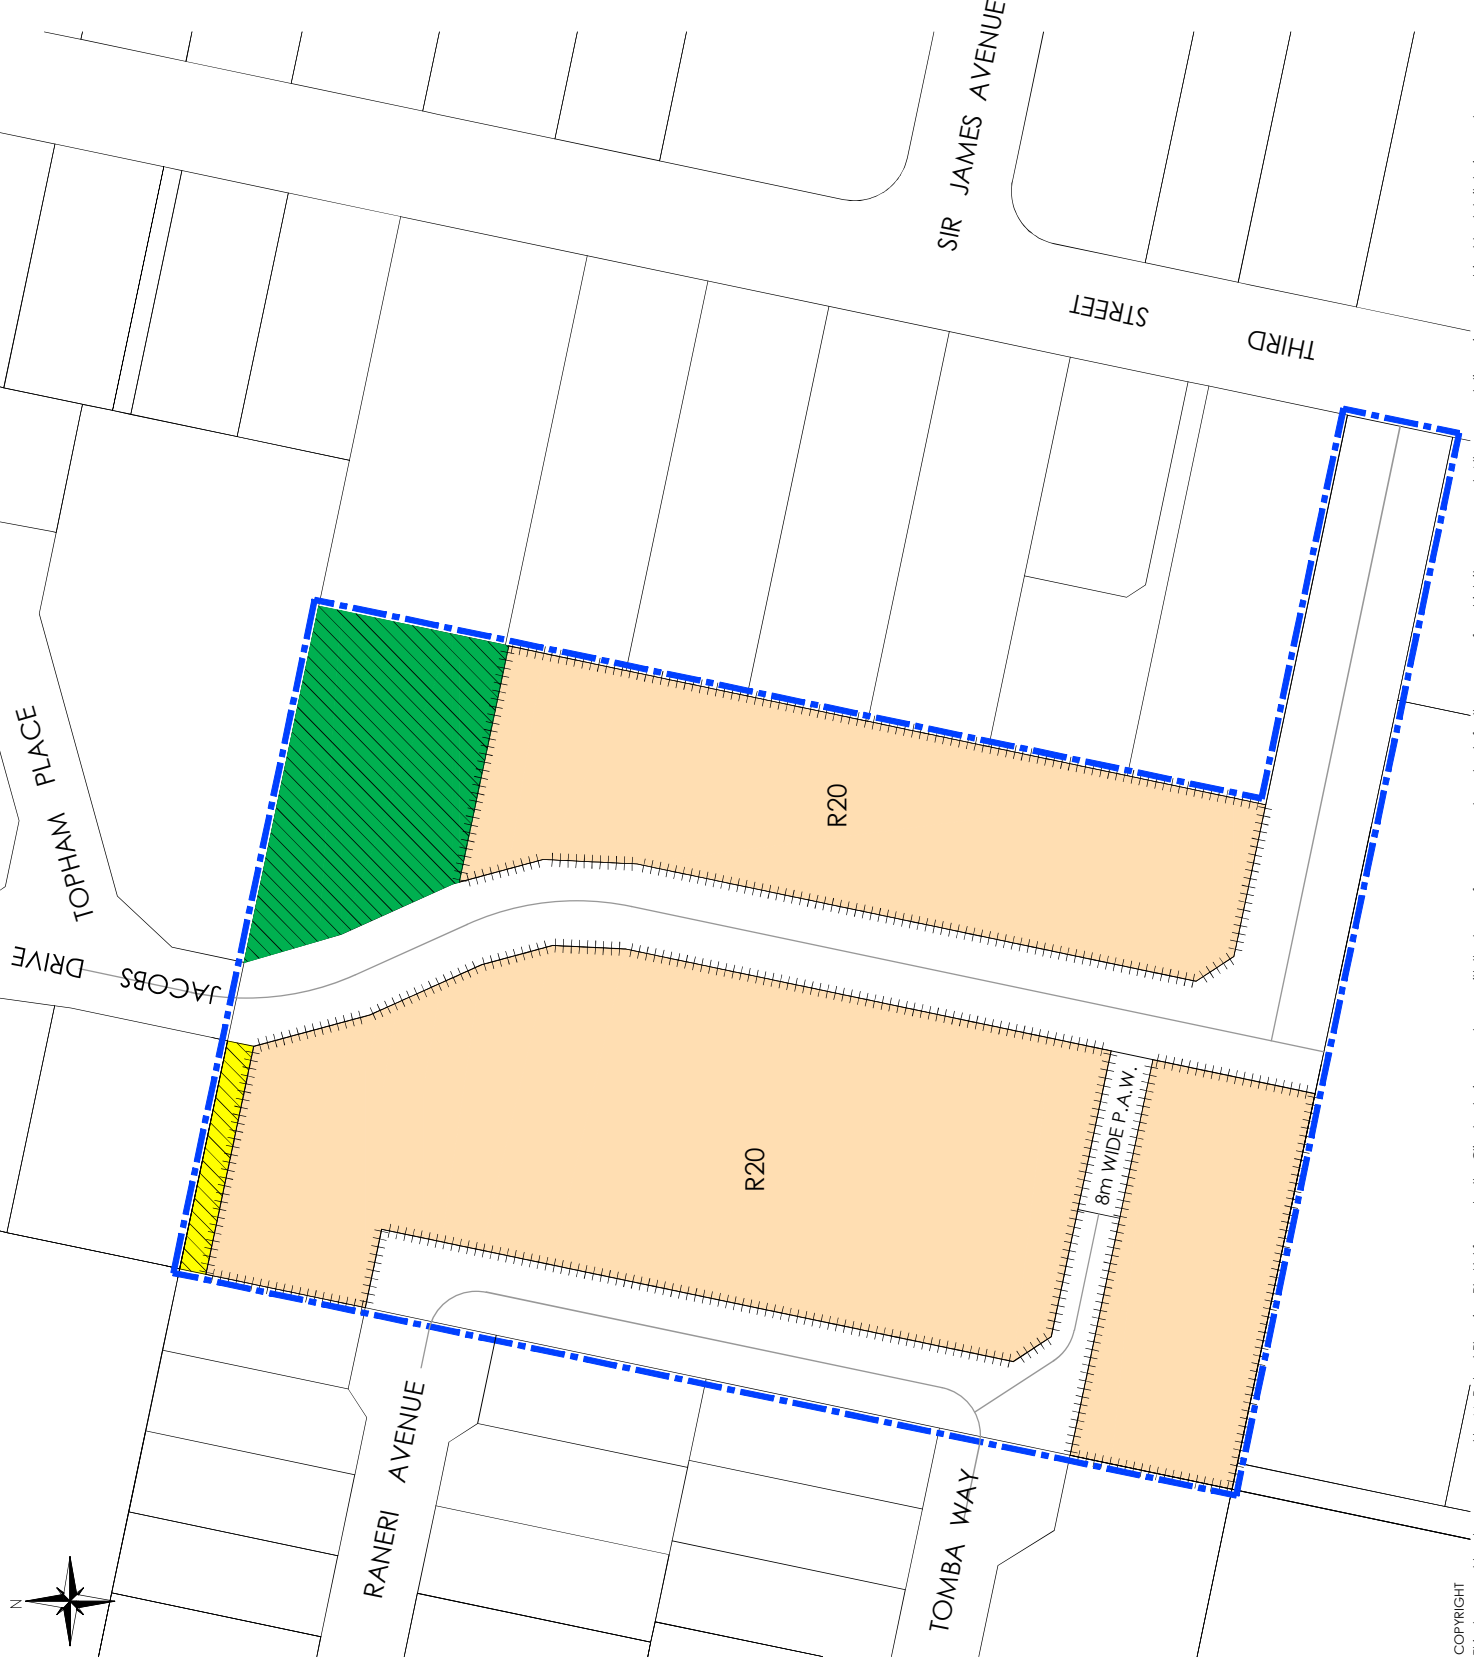 SIR JAMES AVENUE
THIRD STREET
TOPHAM PLACE
JACOBS DRIVE
R20
R20
8m WIDE P.A.W.
RANERI AVENUE
TOMBA WAY
N
COPYRIGHT